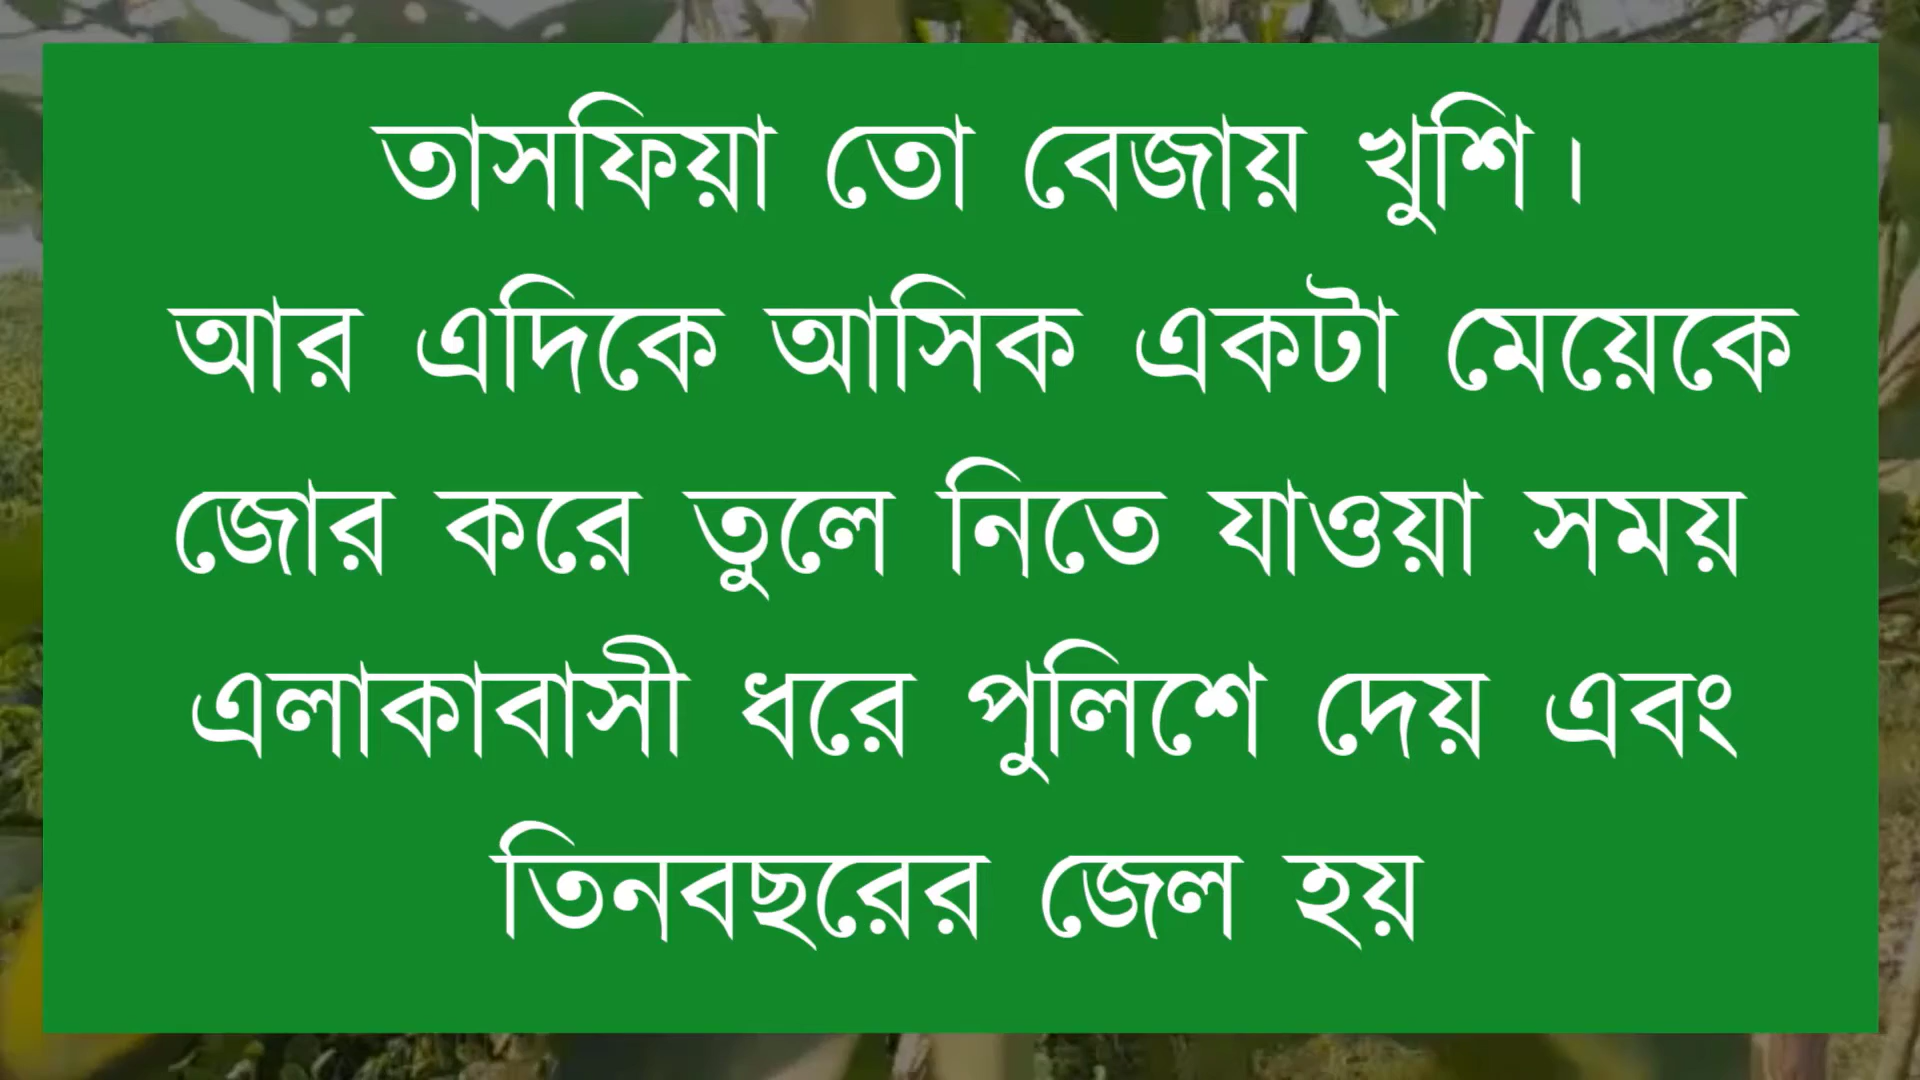 তাসফিয়া তো বেজায় খুশি।
আর এদিকে আসিক একটা মেয়েকে
জোর করে তুলে নিতে যাওয়া সময়
এলাকাবাসী ধরে পুলিশে দেয় এবং
তিনবছরের জেল হয়